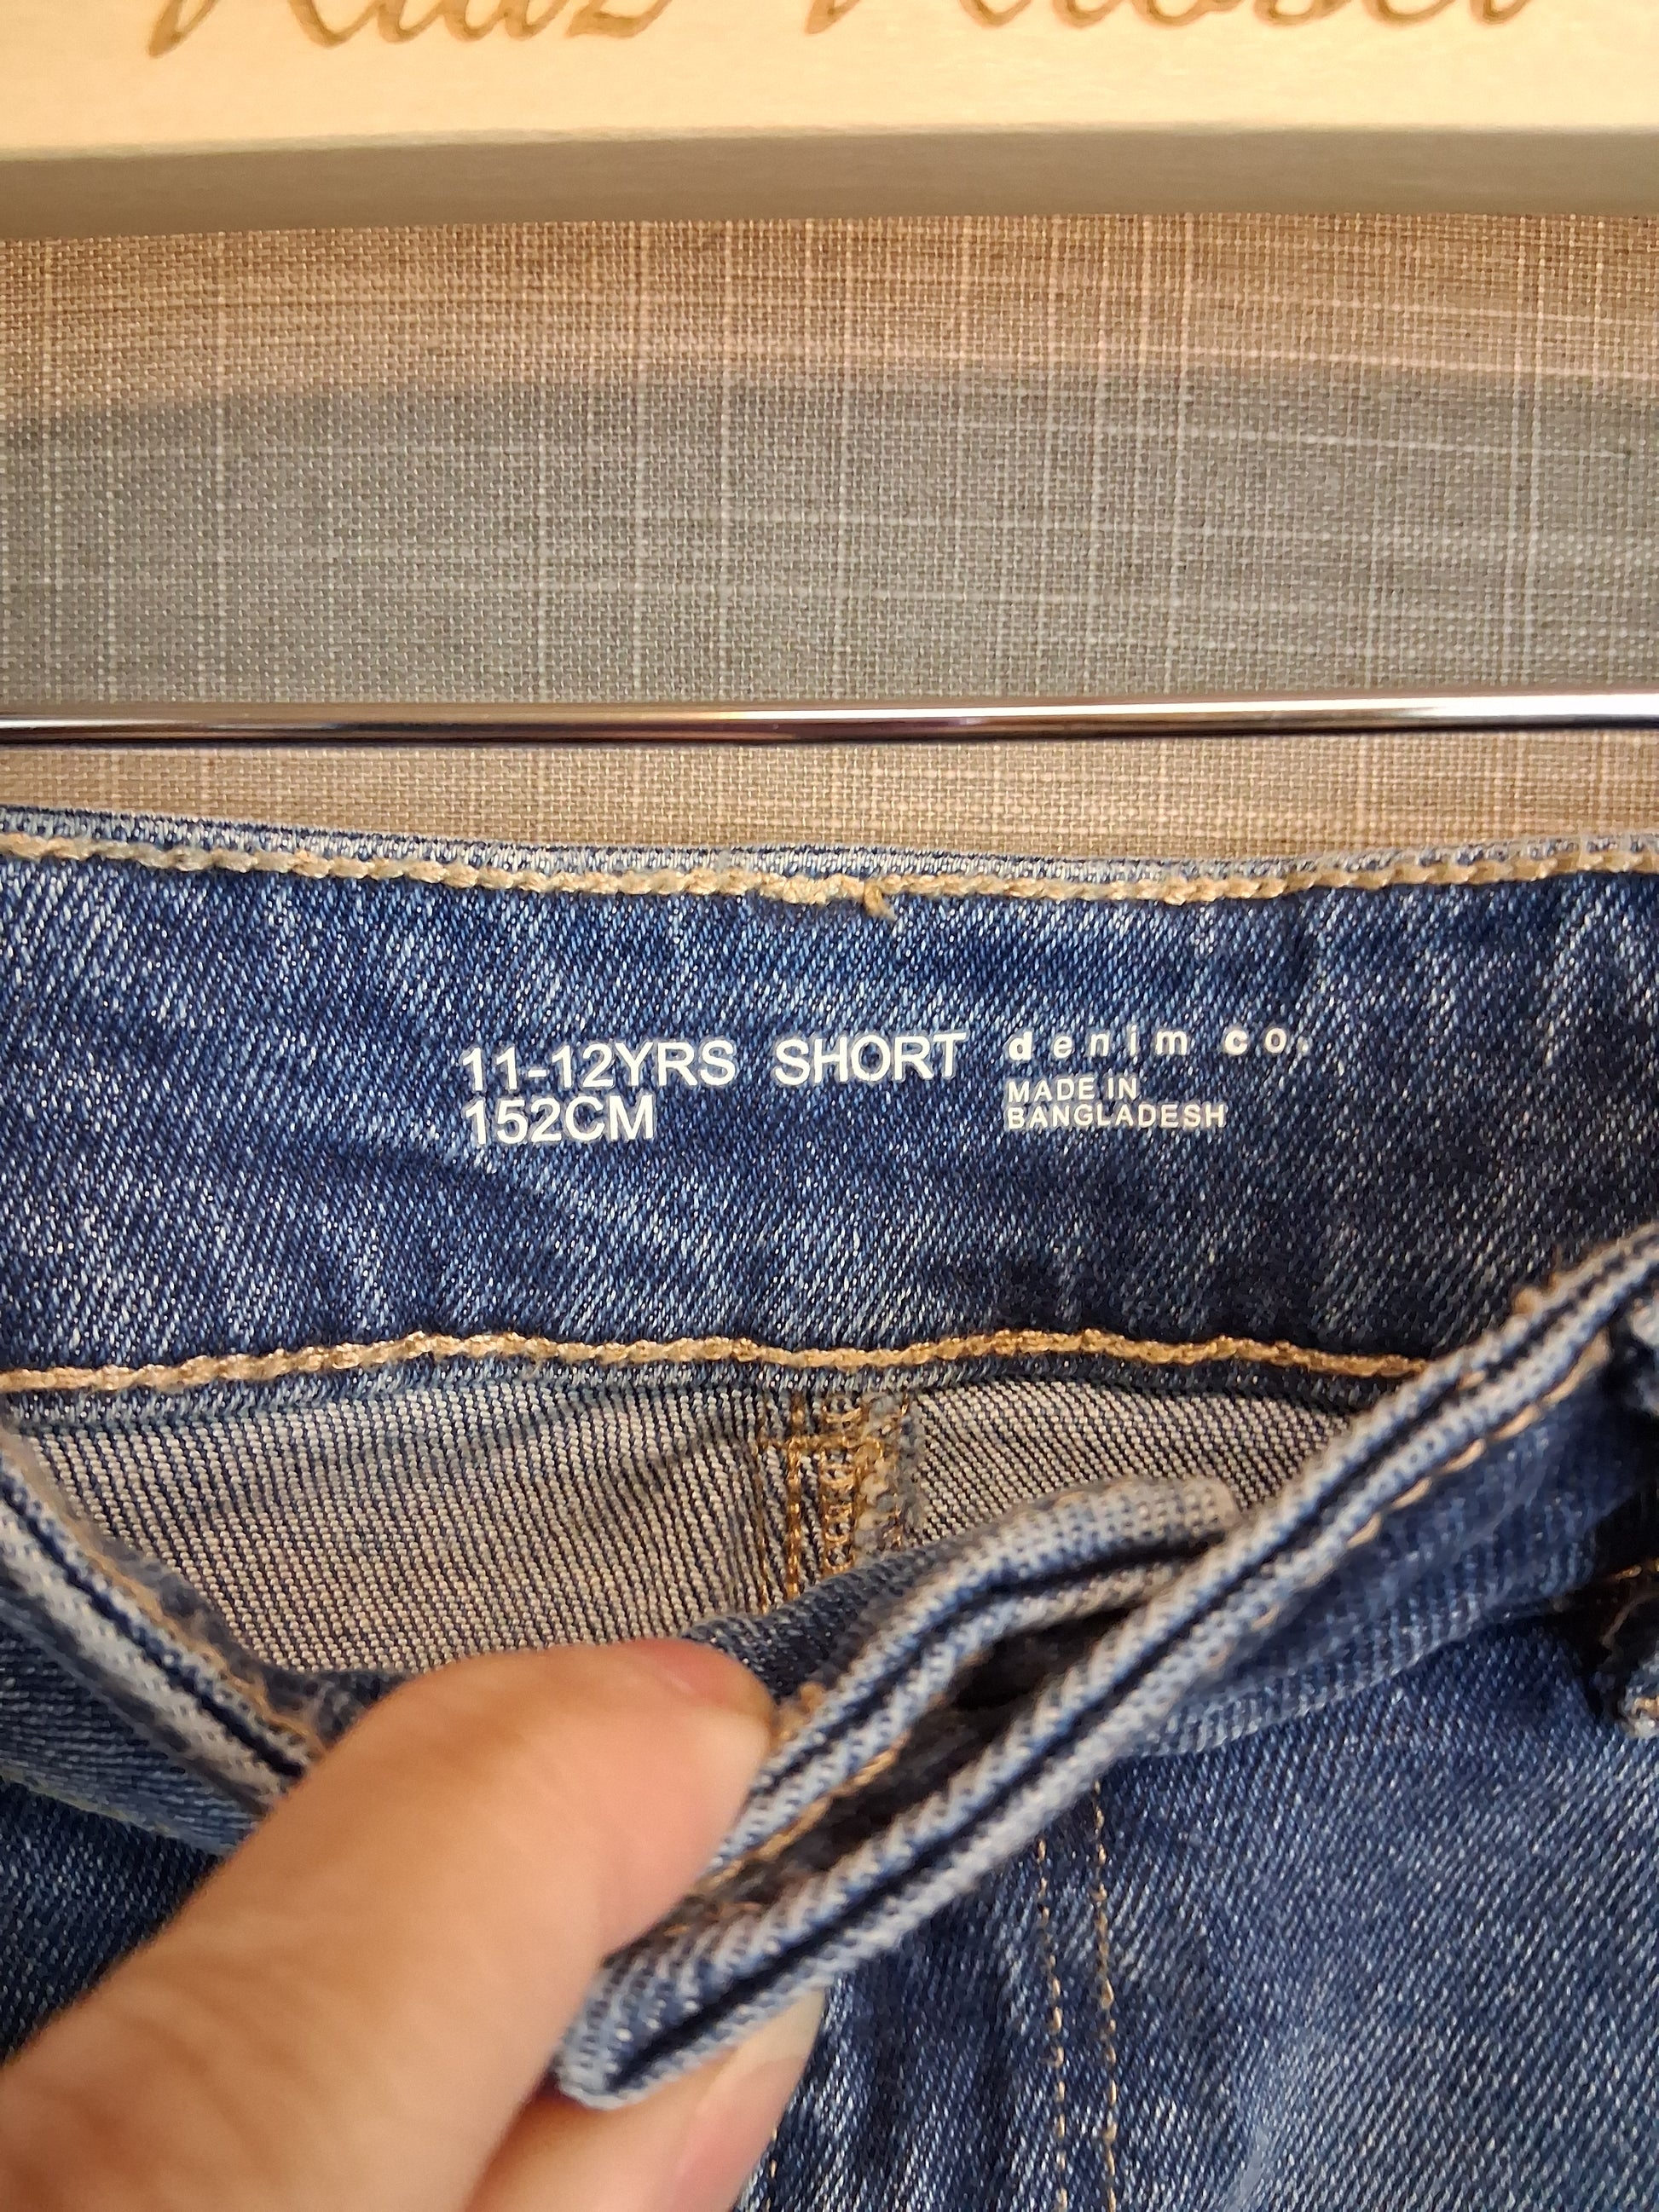 11-12YRS SHORT
152CM
denim co.
MADE IN
BANGLADESH